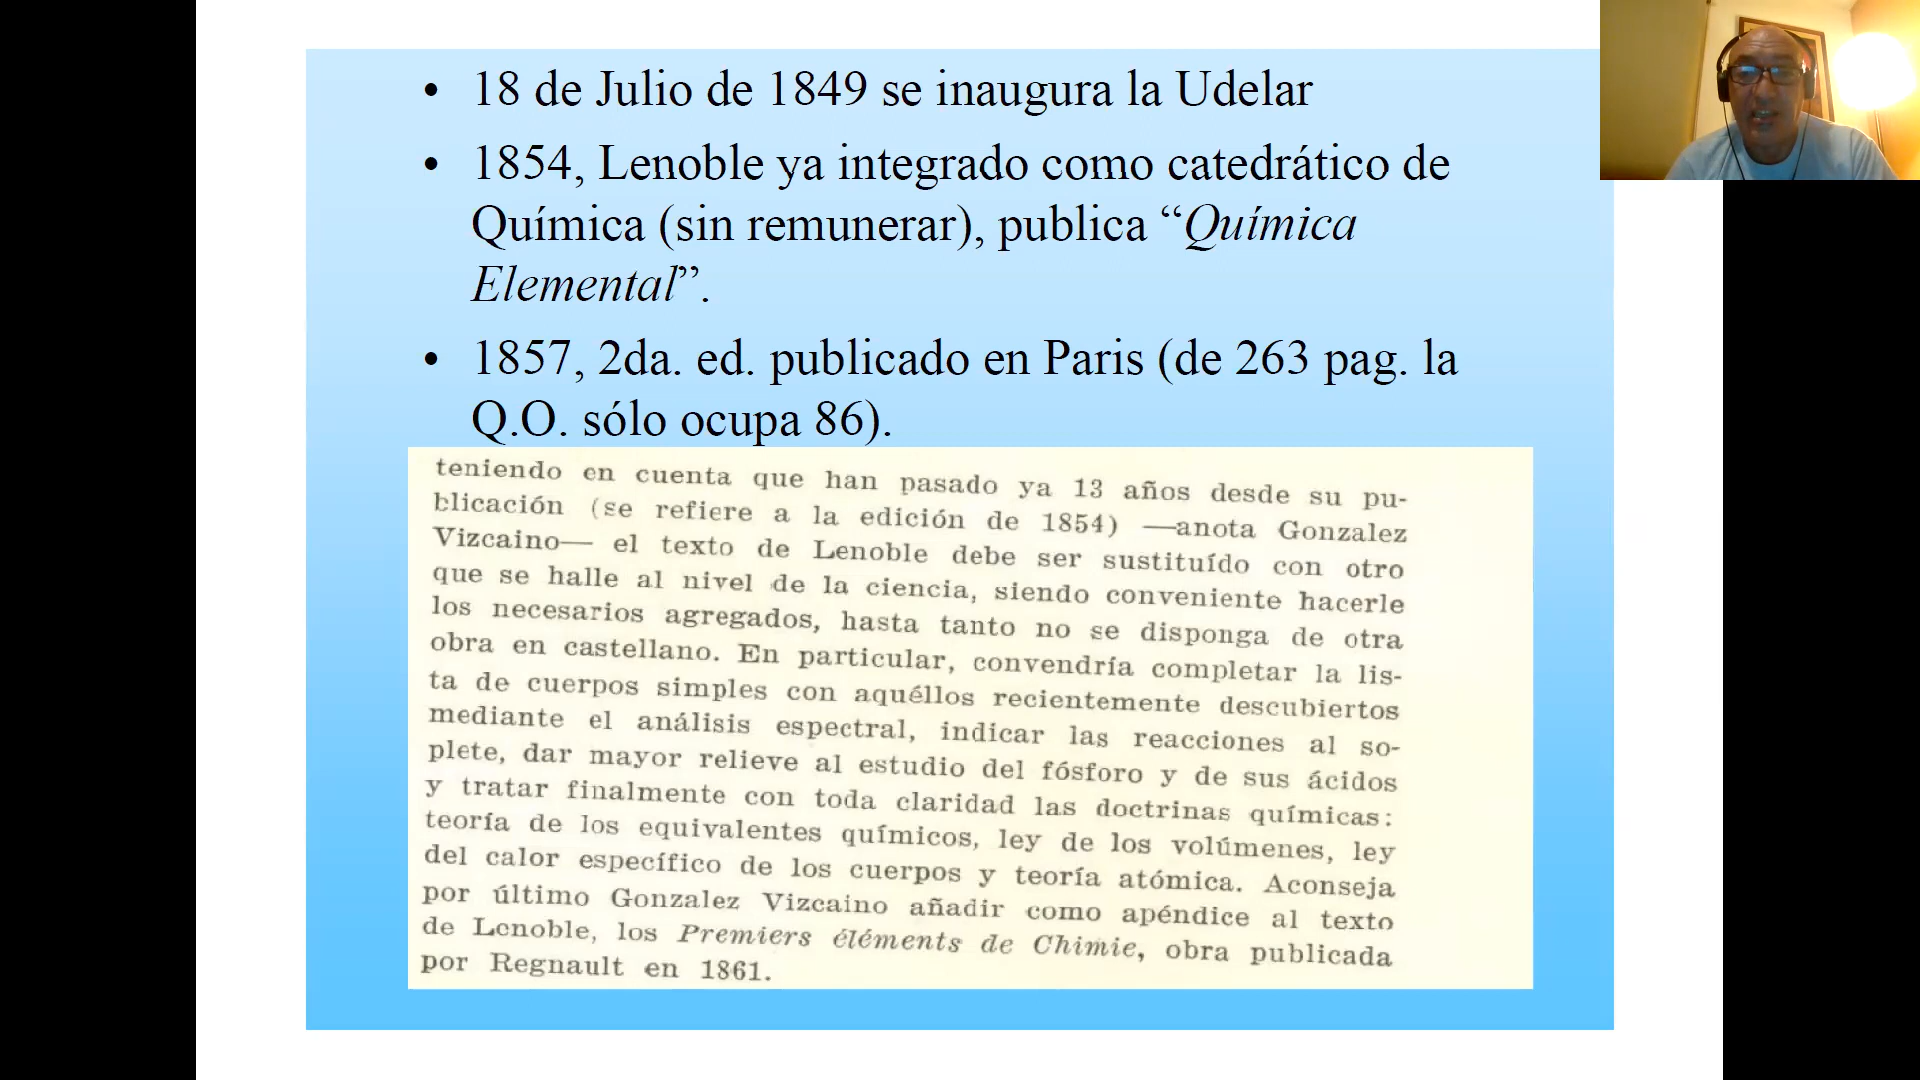 • 18 de Julio de 1849 se inaugura la Udelar
• 1854, Lenoble ya integrado como catedrático de
Química (sin remunerar), publica “Química
Elemental”.
• 1857, 2da. ed. publicado en Paris (de 263 pag. la
Q.O. sólo ocupa 86).
teniendo en cuenta que han pasado ya 13 años desde su pu-
blicación (se refiere a la edición de 1854) —anota Gonzalez
Vizcaino— el texto de Lenoble debe ser sustituído con otro
que se halle al nivel de la ciencia, siendo conveniente hacerle
los necesarios agregados, hasta tanto no se disponga de otra
obra en castellano. En particular, convendría completar la lis-
ta de cuerpos simples con aquéllos recientemente descubiertos
mediante el análisis espectral, indicar las reacciones al so-
plete, dar mayor relieve al estudio del fósforo y de sus ácidos
y tratar finalmente con toda claridad las doctrinas químicas:
teoría de los equivalentes químicos, ley de los volúmenes, ley
del calor específico de los cuerpos y teoría atómica. Aconseja
por último Gonzalez Vizcaino añadir como apéndice al texto
de Lenoble, los Premiers éléments de Chimie, obra publicada
por Regnault en 1861.